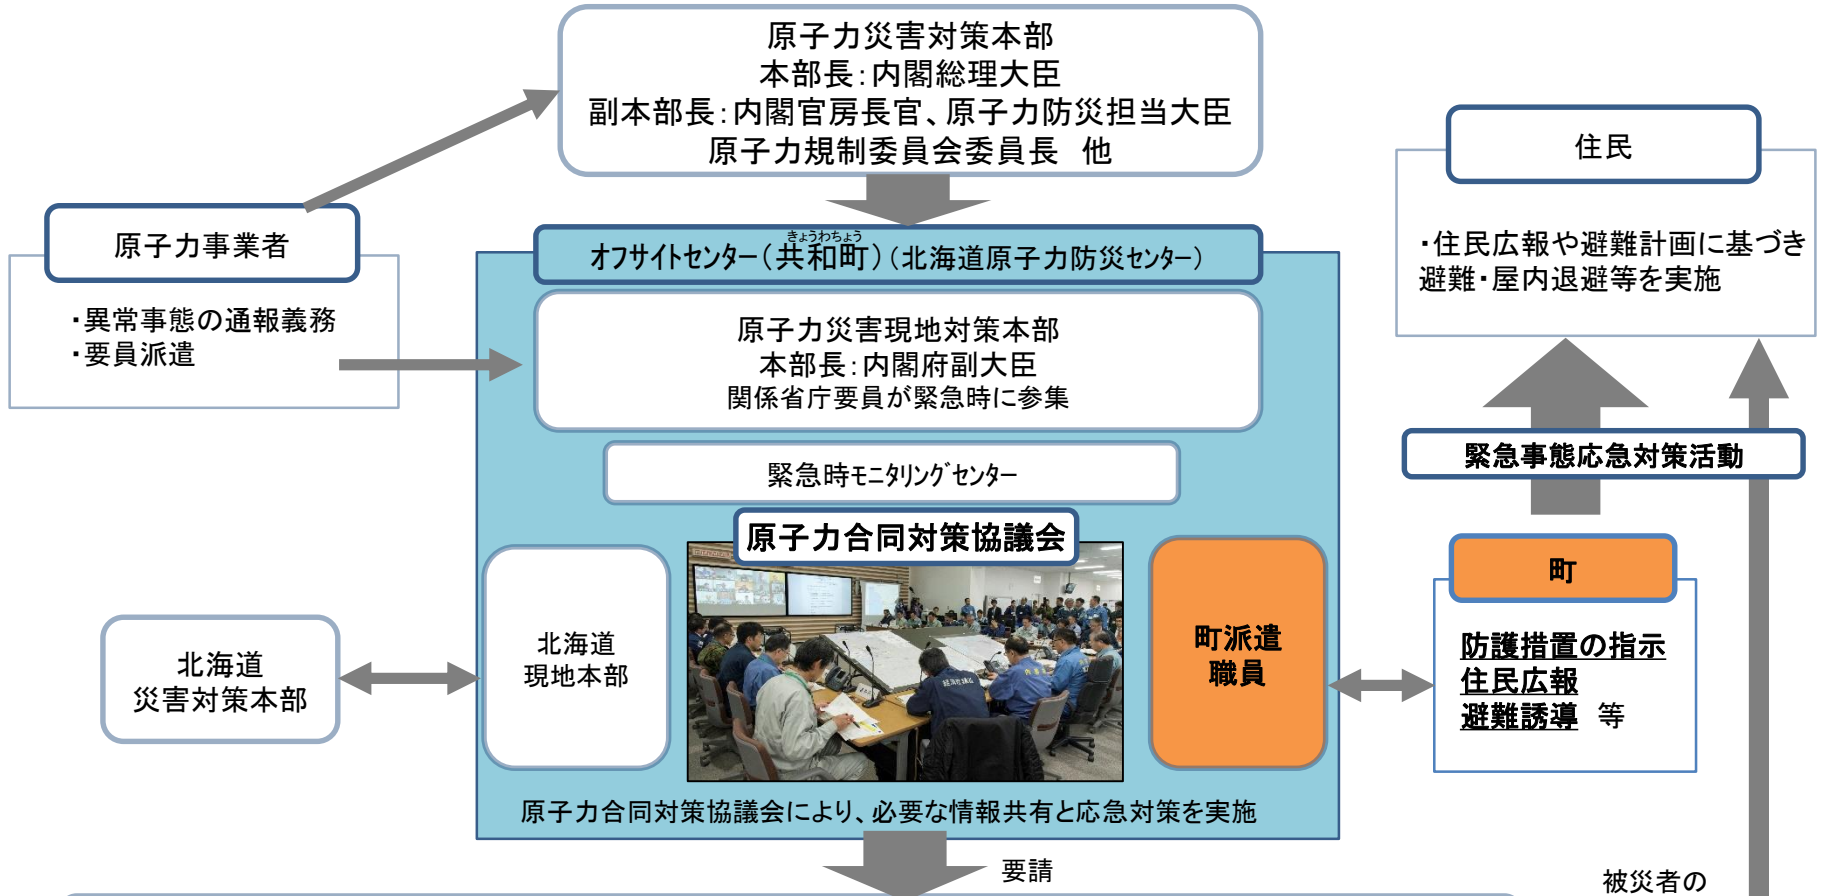 原子力災害対策本部
本部長：内閣総理大臣
副本部長：内閣官房長官、原子力防災担当大臣
原子力規制委員会委員長　他
原子力事業者
・異常事態の通報義務
・要員派遣
きょうわちょう
オフサイトセンター（共和町）（北海道原子力防災センター）
原子力災害現地対策本部
本部長：内閣府副大臣
関係省庁要員が緊急時に参集
緊急時モニタリングセンター
原子力合同対策協議会
北海道
現地本部
町派遣
職員
原子力合同対策協議会により、必要な情報共有と応急対策を実施
北海道
災害対策本部
住民
・住民広報や避難計画に基づき
避難・屋内退避等を実施
緊急事態応急対策活動
町
防護措置の指示
住民広報
避難誘導　等
要請
被災者の